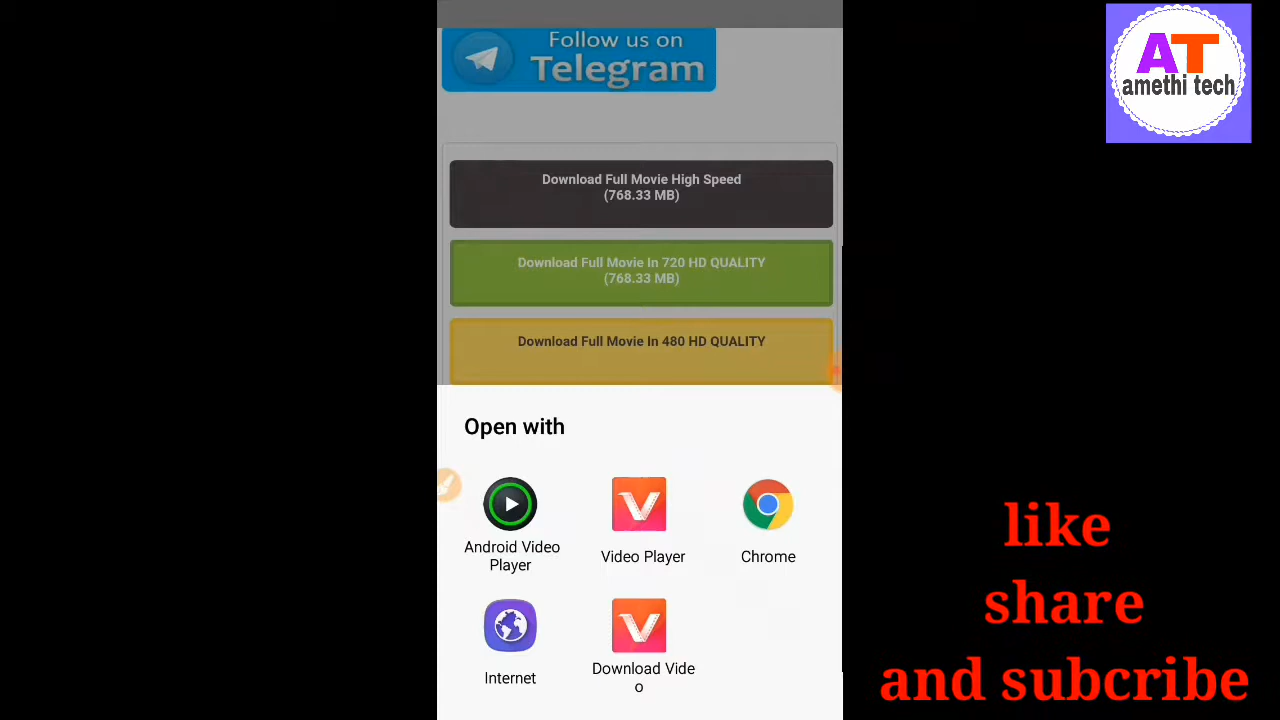 Follow us on
Telegram
AT
amethi tech
Download Full Movie High Speed
(768.33 MB)
Download Full Movie In 720 HD QUALITY
(768.33 MB)
Download Full Movie In 480 HD QUALITY
Open with
Android Video
Player
Video Player
Chrome
Internet
Download Vide
o
like
share
and subcribe